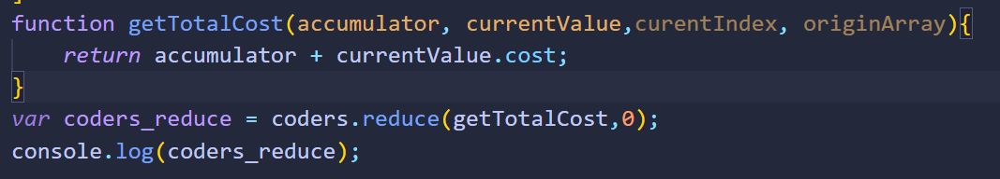 function getTotalCost(accumulator, currentValue,curentIndex, originArray){
    return accumulator + currentValue.cost;
}
var coders_reduce = coders.reduce(getTotalCost,0);
console.log(coders_reduce);